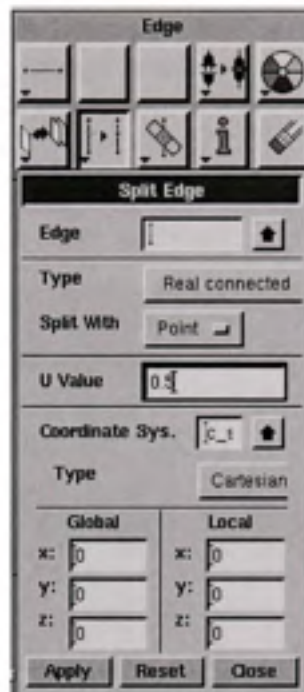 Edge
Split Edge
Edge
Type Real connected
Split With Point
U Value 0.5
Coordinate Sys. c_t
Type Cartesian
Global Local
x: 0 x: 0
y: 0 y: 0
z: 0 z: 0
Apply Reset Close